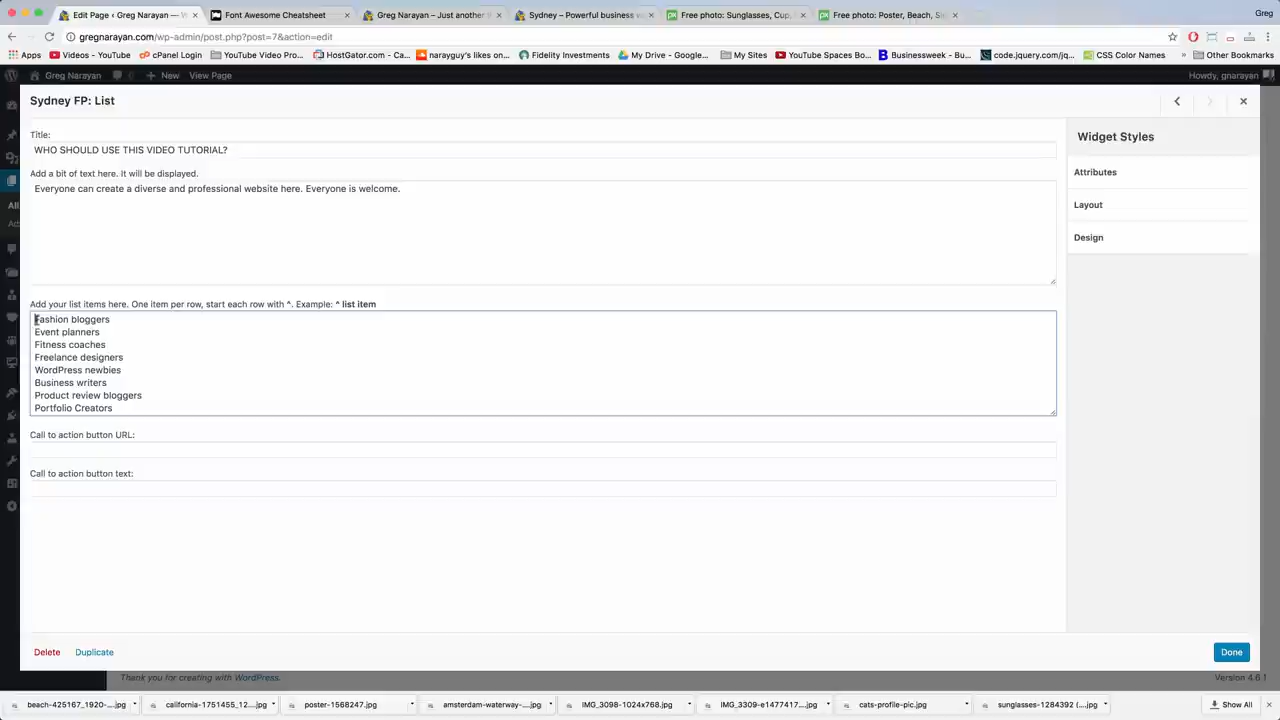 Edit Page ‹ Greg Narayan — W
Font Awesome Cheatsheet
Greg Narayan – Just another W
Sydney – Powerful business w
Free photo: Sunglasses, Cup,
Free photo: Poster, Beach, S
Greg
gregnarayan.com/wp-admin/post.php?post=7&action=edit
Apps
Videos - YouTube
cPanel Login
YouTube Video Pro...
HostGator.com - Ca...
narayguy's likes on...
Fidelity Investments
My Drive - Google...
My Sites
YouTube Spaces Bo...
Businessweek - Bu...
code.jquery.com/jq...
CSS Color Names
»
Other Bookmarks
Greg Narayan
New
View Page
Howdy, gnarayan
Sydney FP: List
Title:
WHO SHOULD USE THIS VIDEO TUTORIAL?
Add a bit of text here. It will be displayed.
Everyone can create a diverse and professional website here. Everyone is welcome.
Add your list items here. One item per row, start each row with ^. Example: ^ list item
Fashion bloggers
Event planners
Fitness coaches
Freelance designers
WordPress newbies
Business writers
Product review bloggers
Portfolio Creators
Call to action button URL:
Call to action button text:
Widget Styles
Attributes
Layout
Design
All
Delete
Duplicate
Done
Thank you for creating with WordPress.
Version 4.6.1
beach-425167_1920-....jpg
california-1751455_12....jpg
poster-1568247.jpg
amsterdam-waterway-....jpg
IMG_3098-1024x768.jpg
IMG_3309-e1477417....jpg
cats-profile-pic.jpg
sunglasses-1284392 (....jpg
Show All